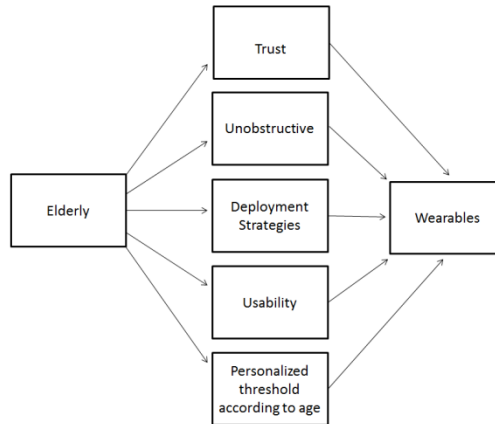 Trust
Unobstructive
Elderly
Deployment
Strategies
Wearables
Usability
Personalized
threshold
according to age